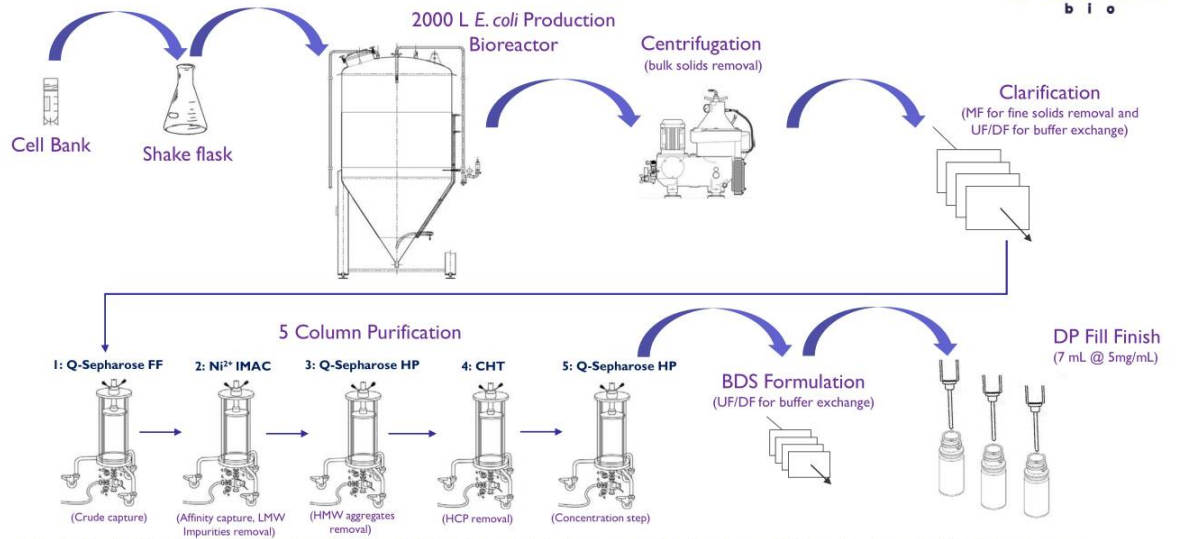 b i o
2000 L E. coli Production
Bioreactor
Centrifugation
(bulk solids removal)
Clarification
(MF for fine solids removal and
UF/DF for buffer exchange)
Cell Bank
Shake flask
5 Column Purification
DP Fill Finish
(7 mL @ 5mg/mL)
1: Q-Sepharose FF
2: Ni²⁺ IMAC
3: Q-Sepharose HP
4: CHT
5: Q-Sepharose HP
BDS Formulation
(UF/DF for buffer exchange)
(Crude capture)
(Affinity capture, LMW
Impurities removal)
(HMW aggregates
removal)
(HCP removal)
(Concentration step)